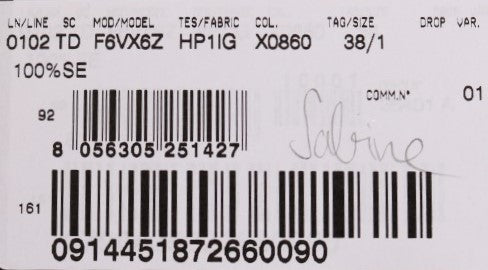 LN/LINE SC MOD/MODEL TES/FABRIC COL. TAG/SIZE DROP VAR.
0102 TD F6VX6Z HP1IG X0860 38/1
100%SE
COMM.N° 01
92
8 056305 251427
Sabine
161
0914451872660090